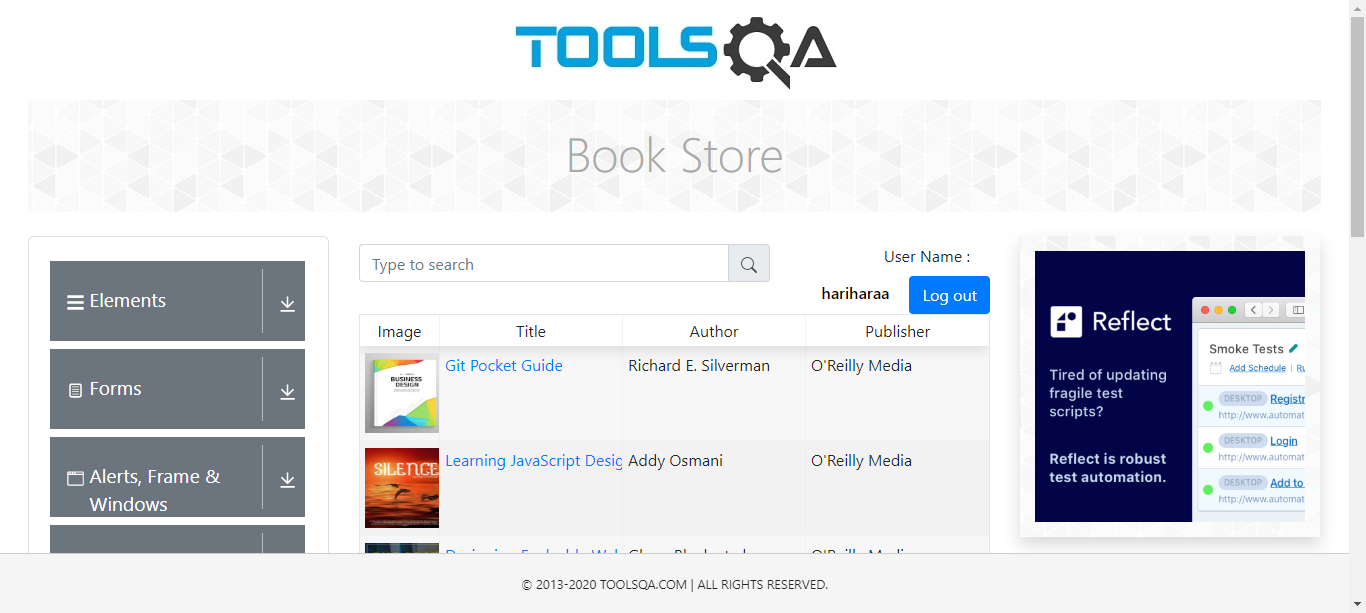 TOOLSQA
Book Store
Elements
Forms
Alerts, Frame &
Windows
Type to search
User Name :
hariharaa
Log out
Image Title Author Publisher
BUSINESS
DESIGN
Git Pocket Guide Richard E. Silverman O'Reilly Media
SILENCE
Learning JavaScript Desig Addy Osmani O'Reilly Media
Reflect
Tired of updating
fragile test
scripts?
Reflect is robust
test automation.
Smoke Tests
Add Schedule | Ru
DESKTOP Registr
http://www.automat
DESKTOP Login
http://www.automat
DESKTOP Add to
http://www.automat
© 2013-2020 TOOLSQA.COM | ALL RIGHTS RESERVED.